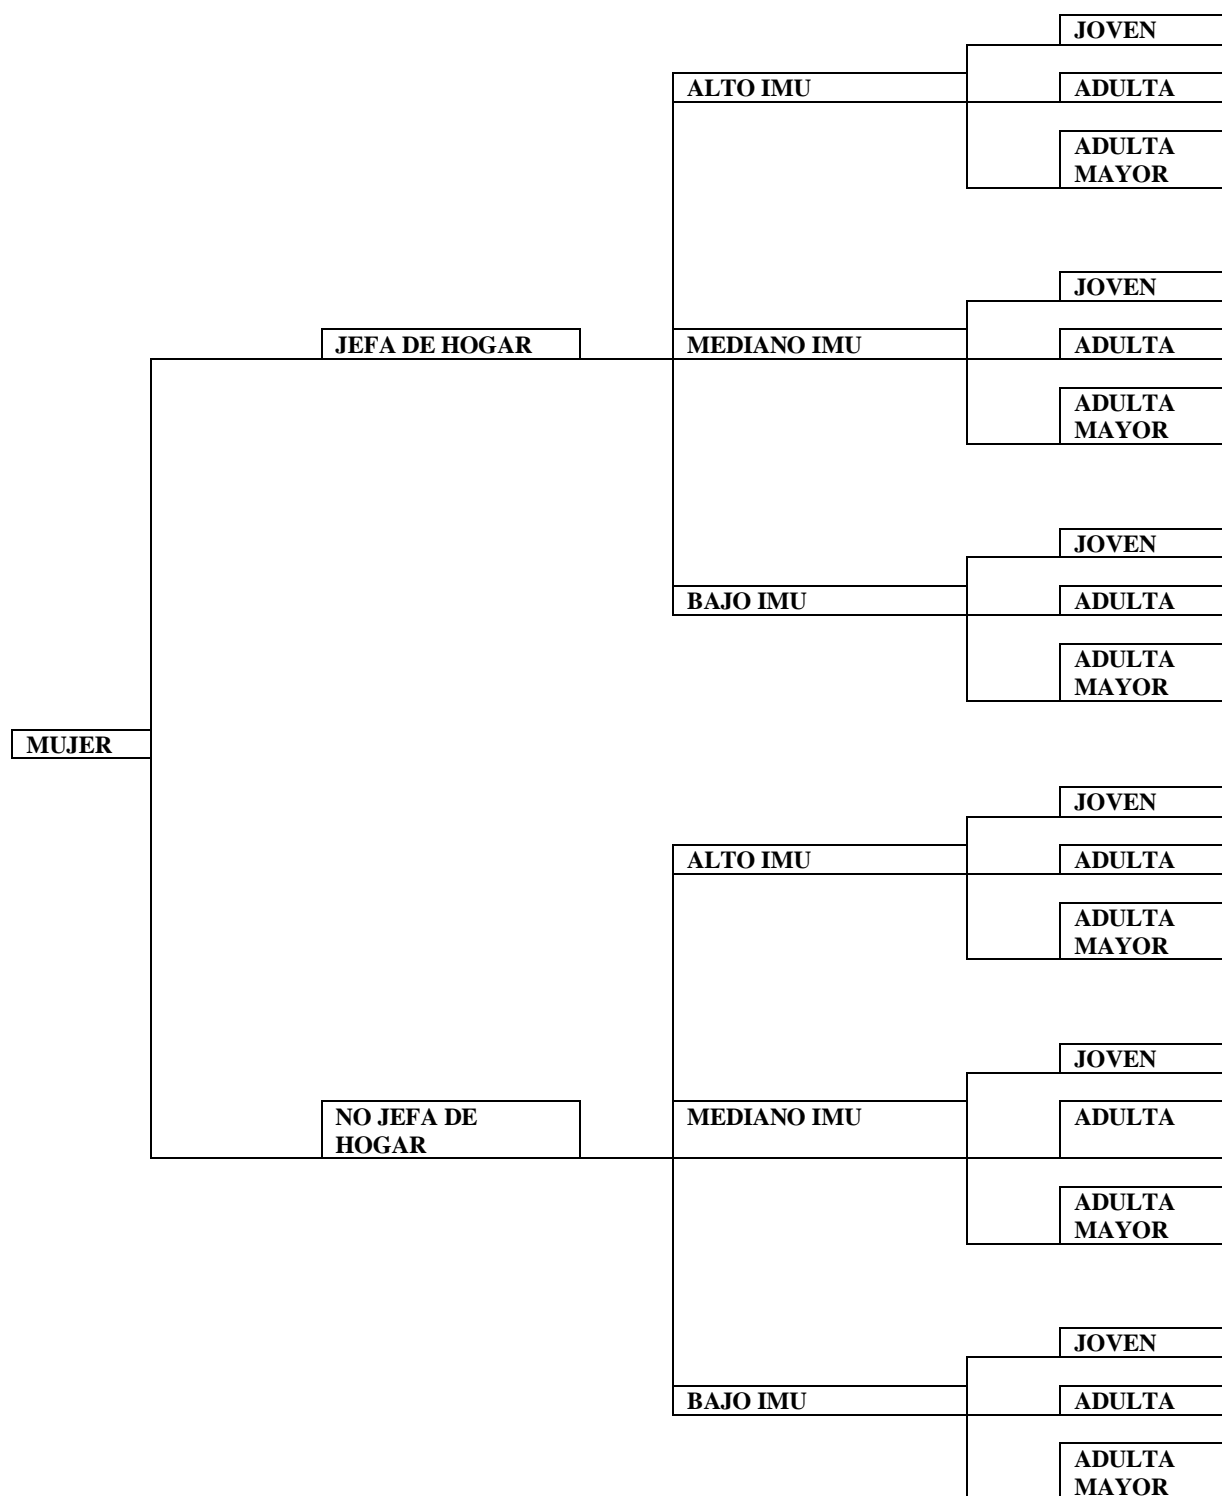 JOVEN
ALTO IMU ADULTA
ADULTA
MAYOR
JOVEN
JEFA DE HOGAR MEDIANO IMU ADULTA
ADULTA
MAYOR
JOVEN
BAJO IMU ADULTA
ADULTA
MAYOR
MUJER
JOVEN
ALTO IMU ADULTA
ADULTA
MAYOR
JOVEN
NO JEFA DE MEDIANO IMU ADULTA
HOGAR
ADULTA
MAYOR
JOVEN
BAJO IMU ADULTA
ADULTA
MAYOR